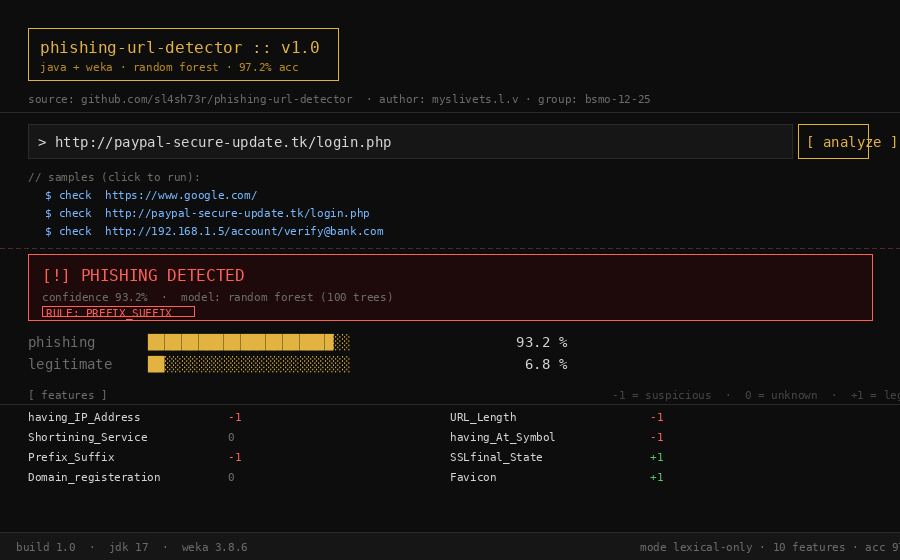 phishing-url-detector :: v1.0
java + weka · random forest · 97.2% acc
source: github.com/sl4sh73r/phishing-url-detector · author: myslivets.l.v · group: bsmo-12-25
> http://paypal-secure-update.tk/login.php [ analyze ]
// samples (click to run):
$ check https://www.google.com/
$ check http://paypal-secure-update.tk/login.php
$ check http://192.168.1.5/account/verify@bank.com
[!] PHISHING DETECTED
confidence 93.2% · model: random forest (100 trees)
RULE: PREFIX_SUFFIX
phishing 93.2 %
legitimate 6.8 %
[ features ] -1 = suspicious · 0 = unknown · +1 = leg
having_IP_Address -1 URL_Length -1
Shortining_Service 0 having_At_Symbol -1
Prefix_Suffix -1 SSLfinal_State +1
Domain_registeration 0 Favicon +1
build 1.0 · jdk 17 · weka 3.8.6 mode lexical-only · 10 features · acc 9